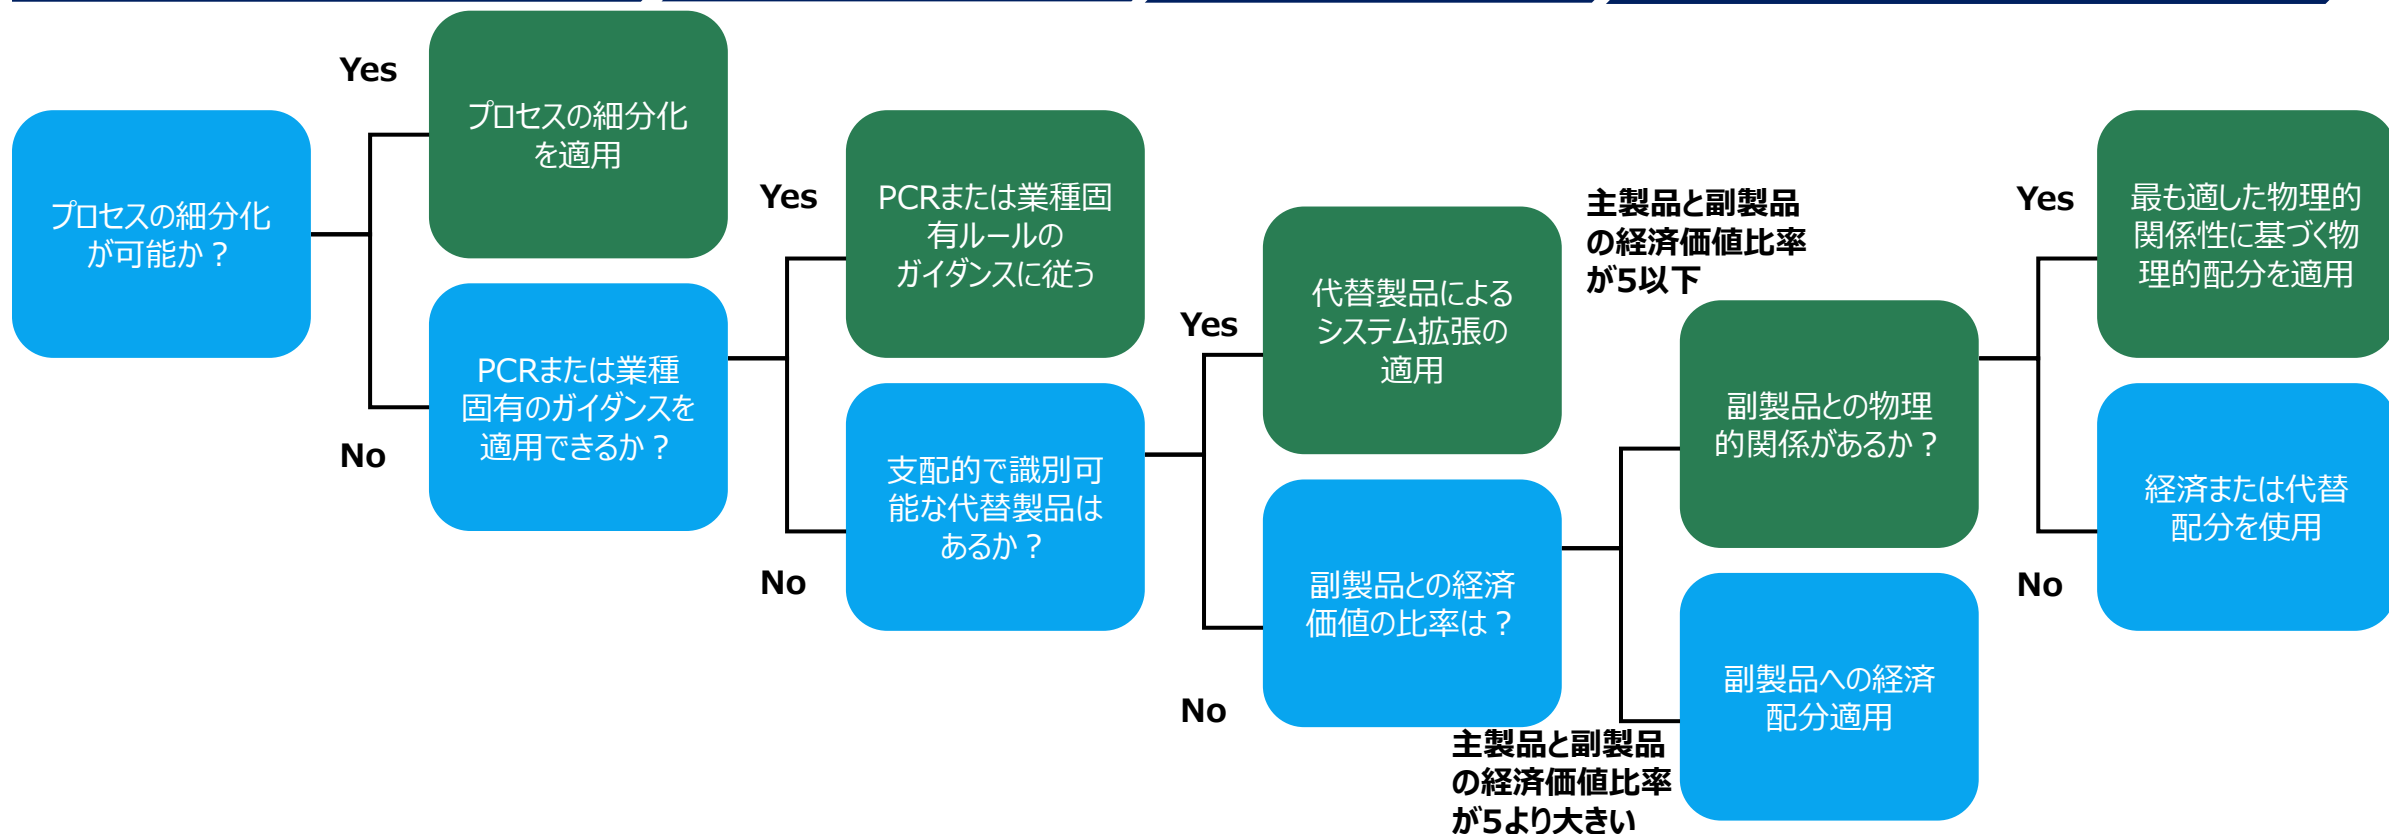 Yes
プロセスの細分化
を適用
プロセスの細分化
が可能か？
No
PCRまたは業種
固有のガイダンスを
適用できるか？
Yes
PCRまたは業種固
有ルールの
ガイダンスに従う
No
支配的で識別可
能な代替製品は
あるか？
Yes
代替製品による
システム拡張の
適用
No
副製品との経済
価値の比率は？
主製品と副製品
の経済価値比率
が5以下
副製品との物理
的関係があるか？
主製品と副製品
の経済価値比率
が5より大きい
副製品への経済
配分適用
Yes
最も適した物理的
関係性に基づく物
理的配分を適用
No
経済または代替
配分を使用